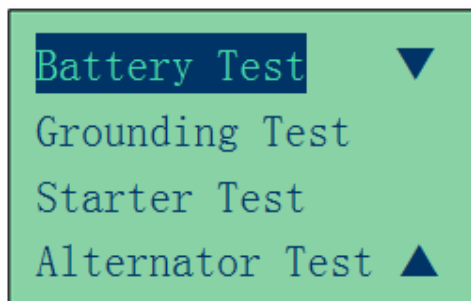 Battery Test ▼
Grounding Test
Starter Test
Alternator Test ▲